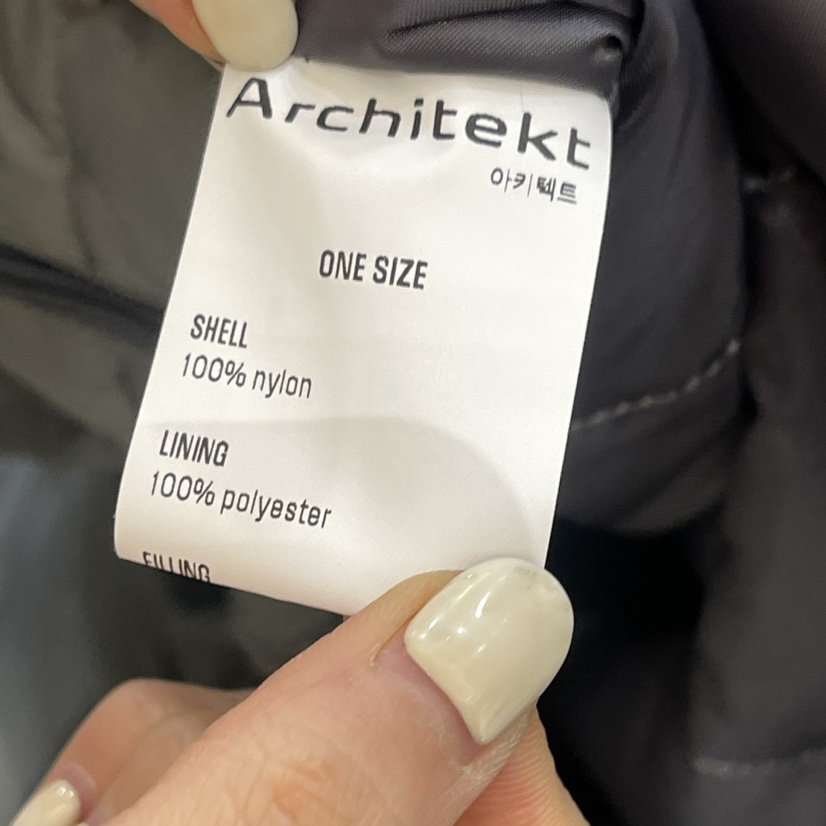 Architekt
아키텍트
ONE SIZE
SHELL
100% nylon
LINING
100% polyester
FILLING